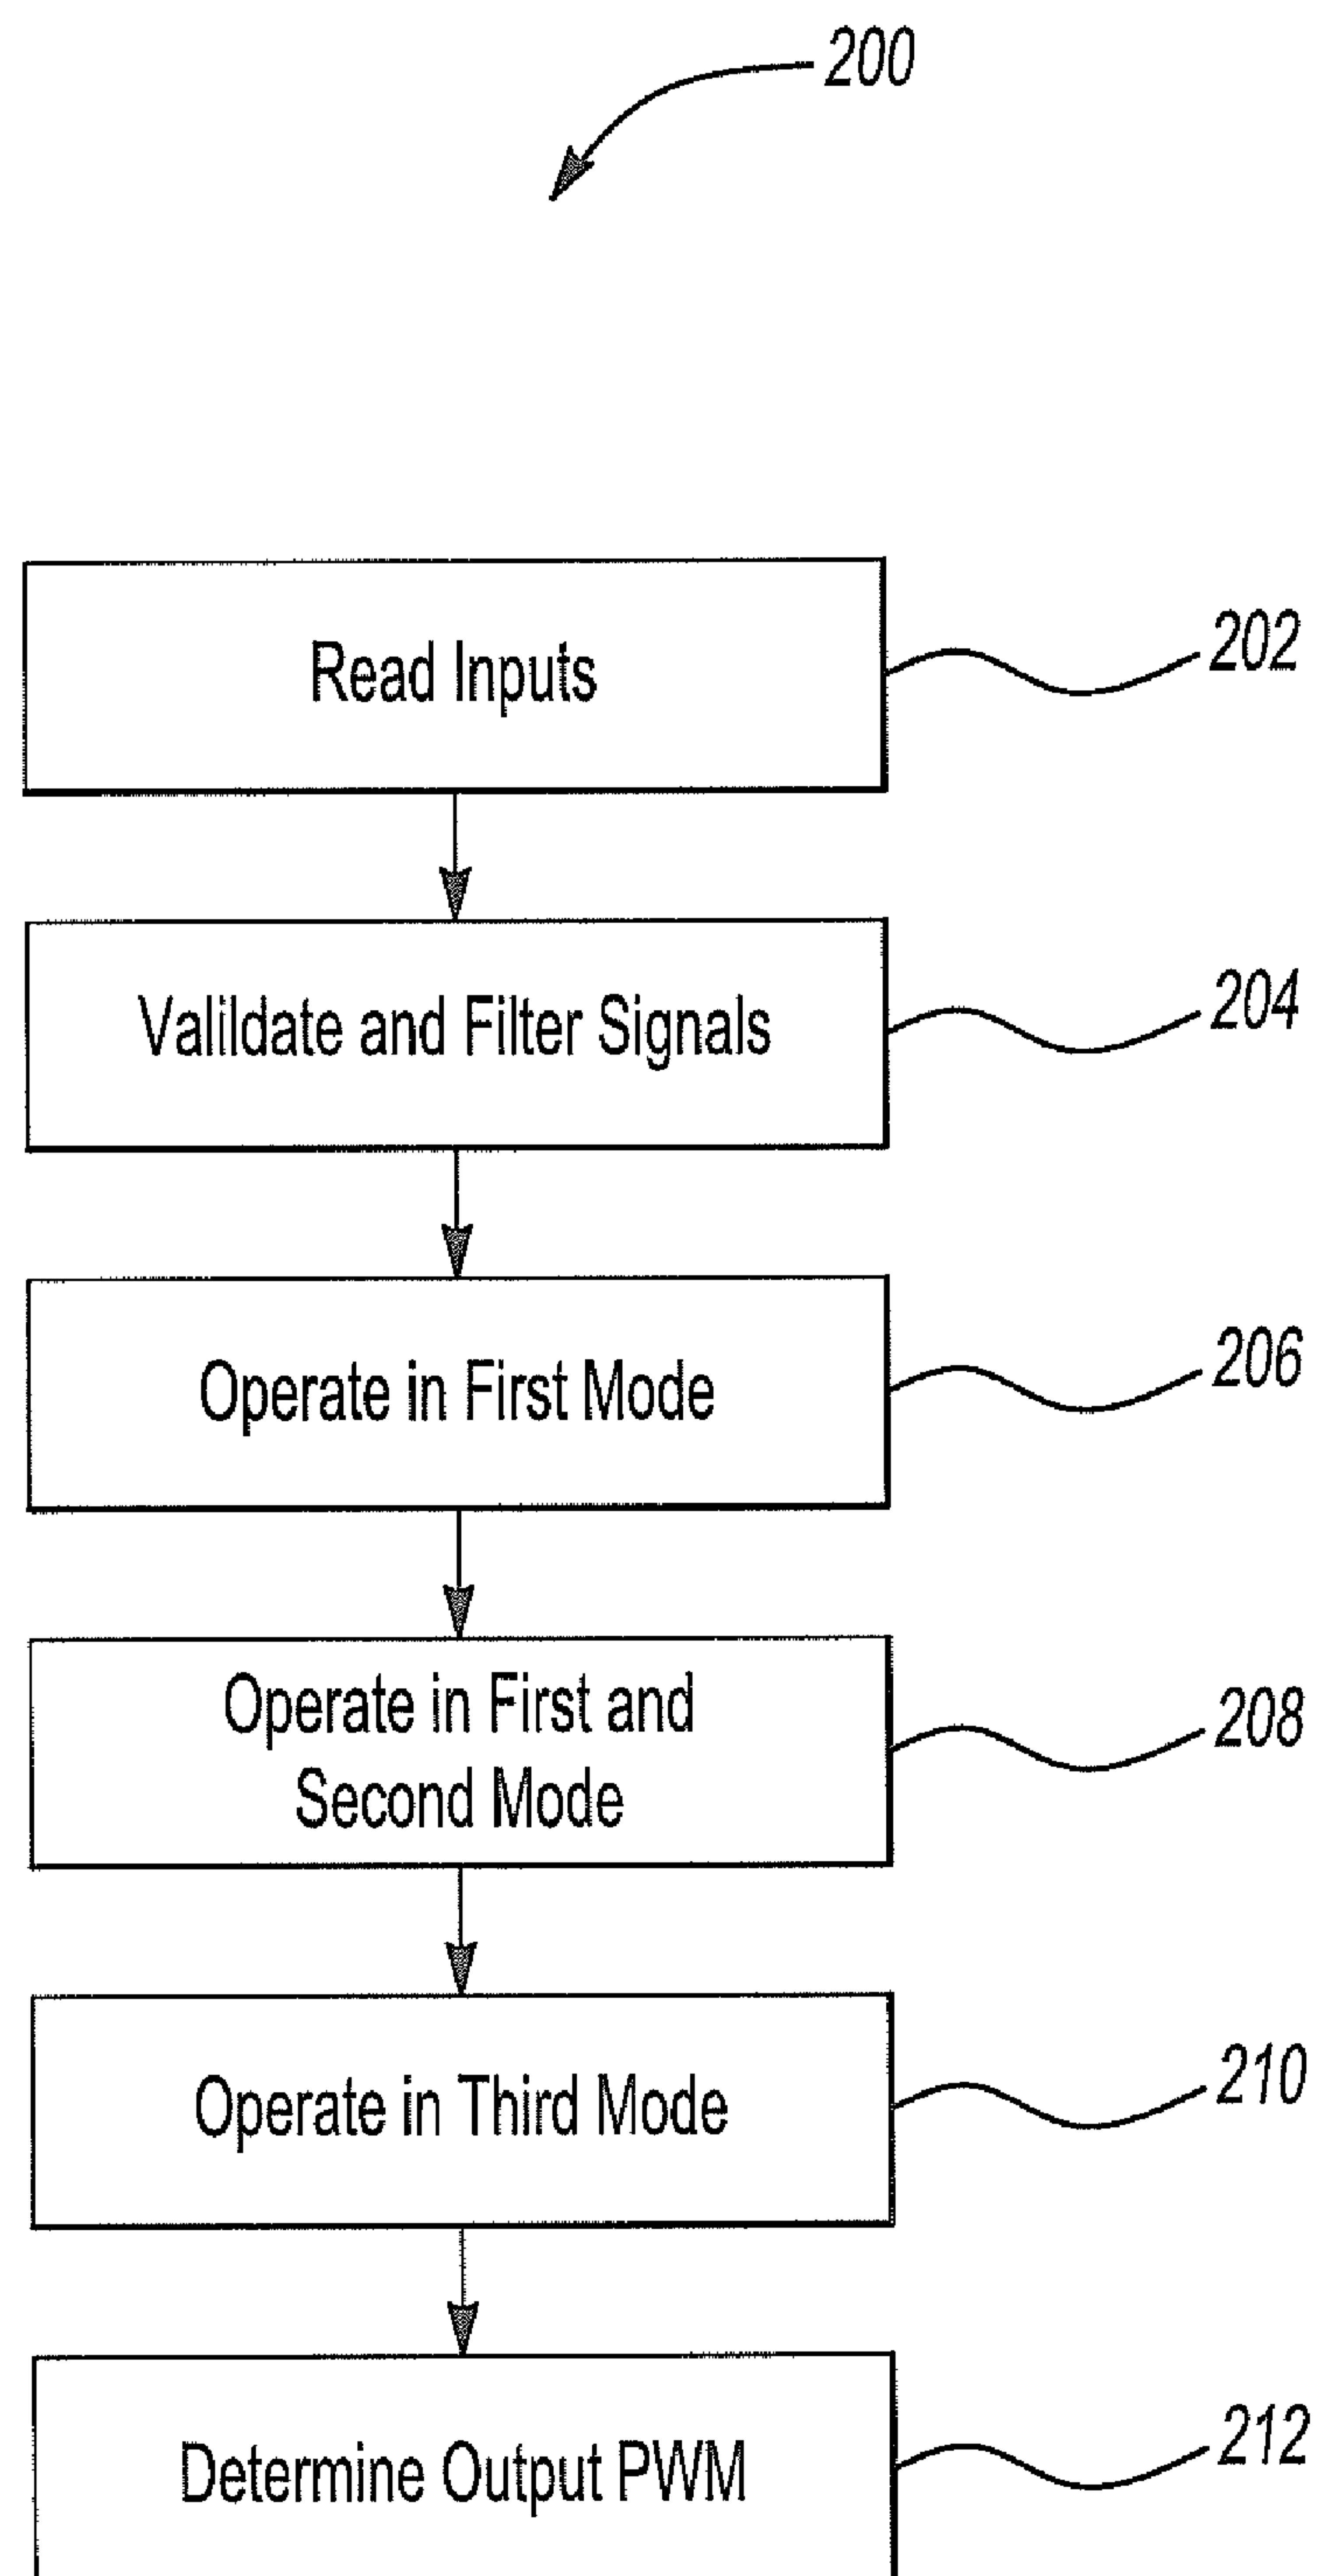 200
Read Inputs
202
Valildate and Filter Signals
204
Operate in First Mode
206
Operate in First and
Second Mode
208
Operate in Third Mode
210
Determine Output PWM
212